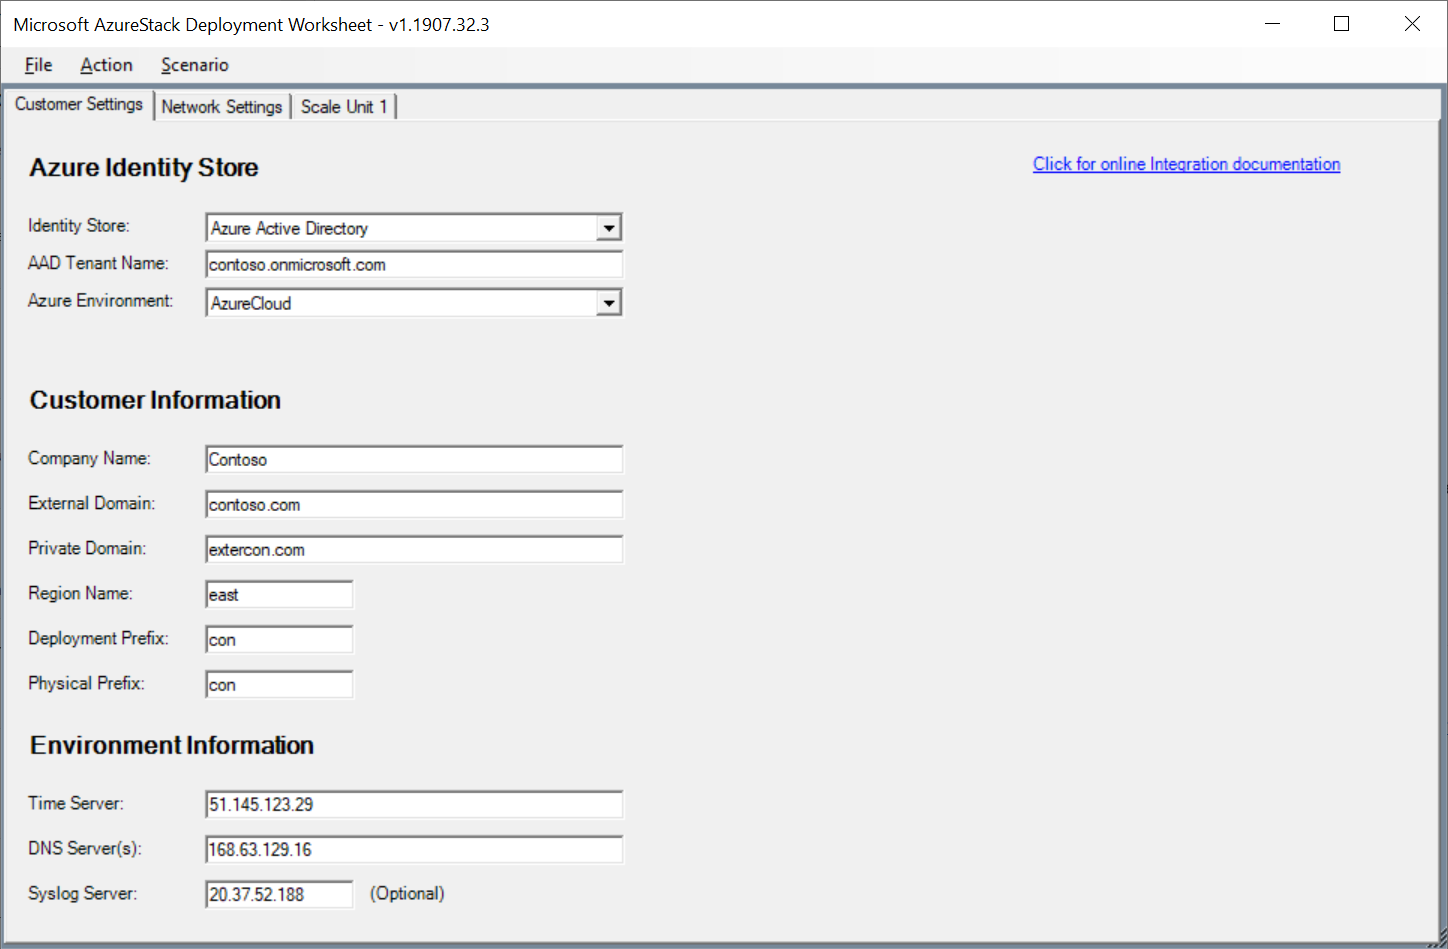 Microsoft AzureStack Deployment Worksheet - v1.1907.32.3
File Action Scenario
Customer Settings Network Settings Scale Unit 1
Azure Identity Store
Click for online Integration documentation
Identity Store: Azure Active Directory
AAD Tenant Name: contoso.onmicrosoft.com
Azure Environment: AzureCloud
Customer Information
Company Name: Contoso
External Domain: contoso.com
Private Domain: extercon.com
Region Name: east
Deployment Prefix: con
Physical Prefix: con
Environment Information
Time Server: 51.145.123.29
DNS Server(s): 168.63.129.16
Syslog Server: 20.37.52.188 (Optional)